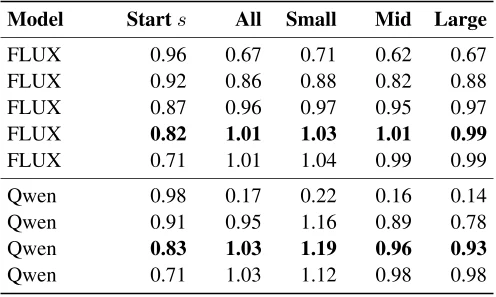 Model Start s All Small Mid Large
FLUX 0.96 0.67 0.71 0.62 0.67
FLUX 0.92 0.86 0.88 0.82 0.88
FLUX 0.87 0.96 0.97 0.95 0.97
FLUX 0.82 1.01 1.03 1.01 0.99
FLUX 0.71 1.01 1.04 0.99 0.99
Qwen 0.98 0.17 0.22 0.16 0.14
Qwen 0.91 0.95 1.16 0.89 0.78
Qwen 0.83 1.03 1.19 0.96 0.93
Qwen 0.71 1.03 1.12 0.98 0.98